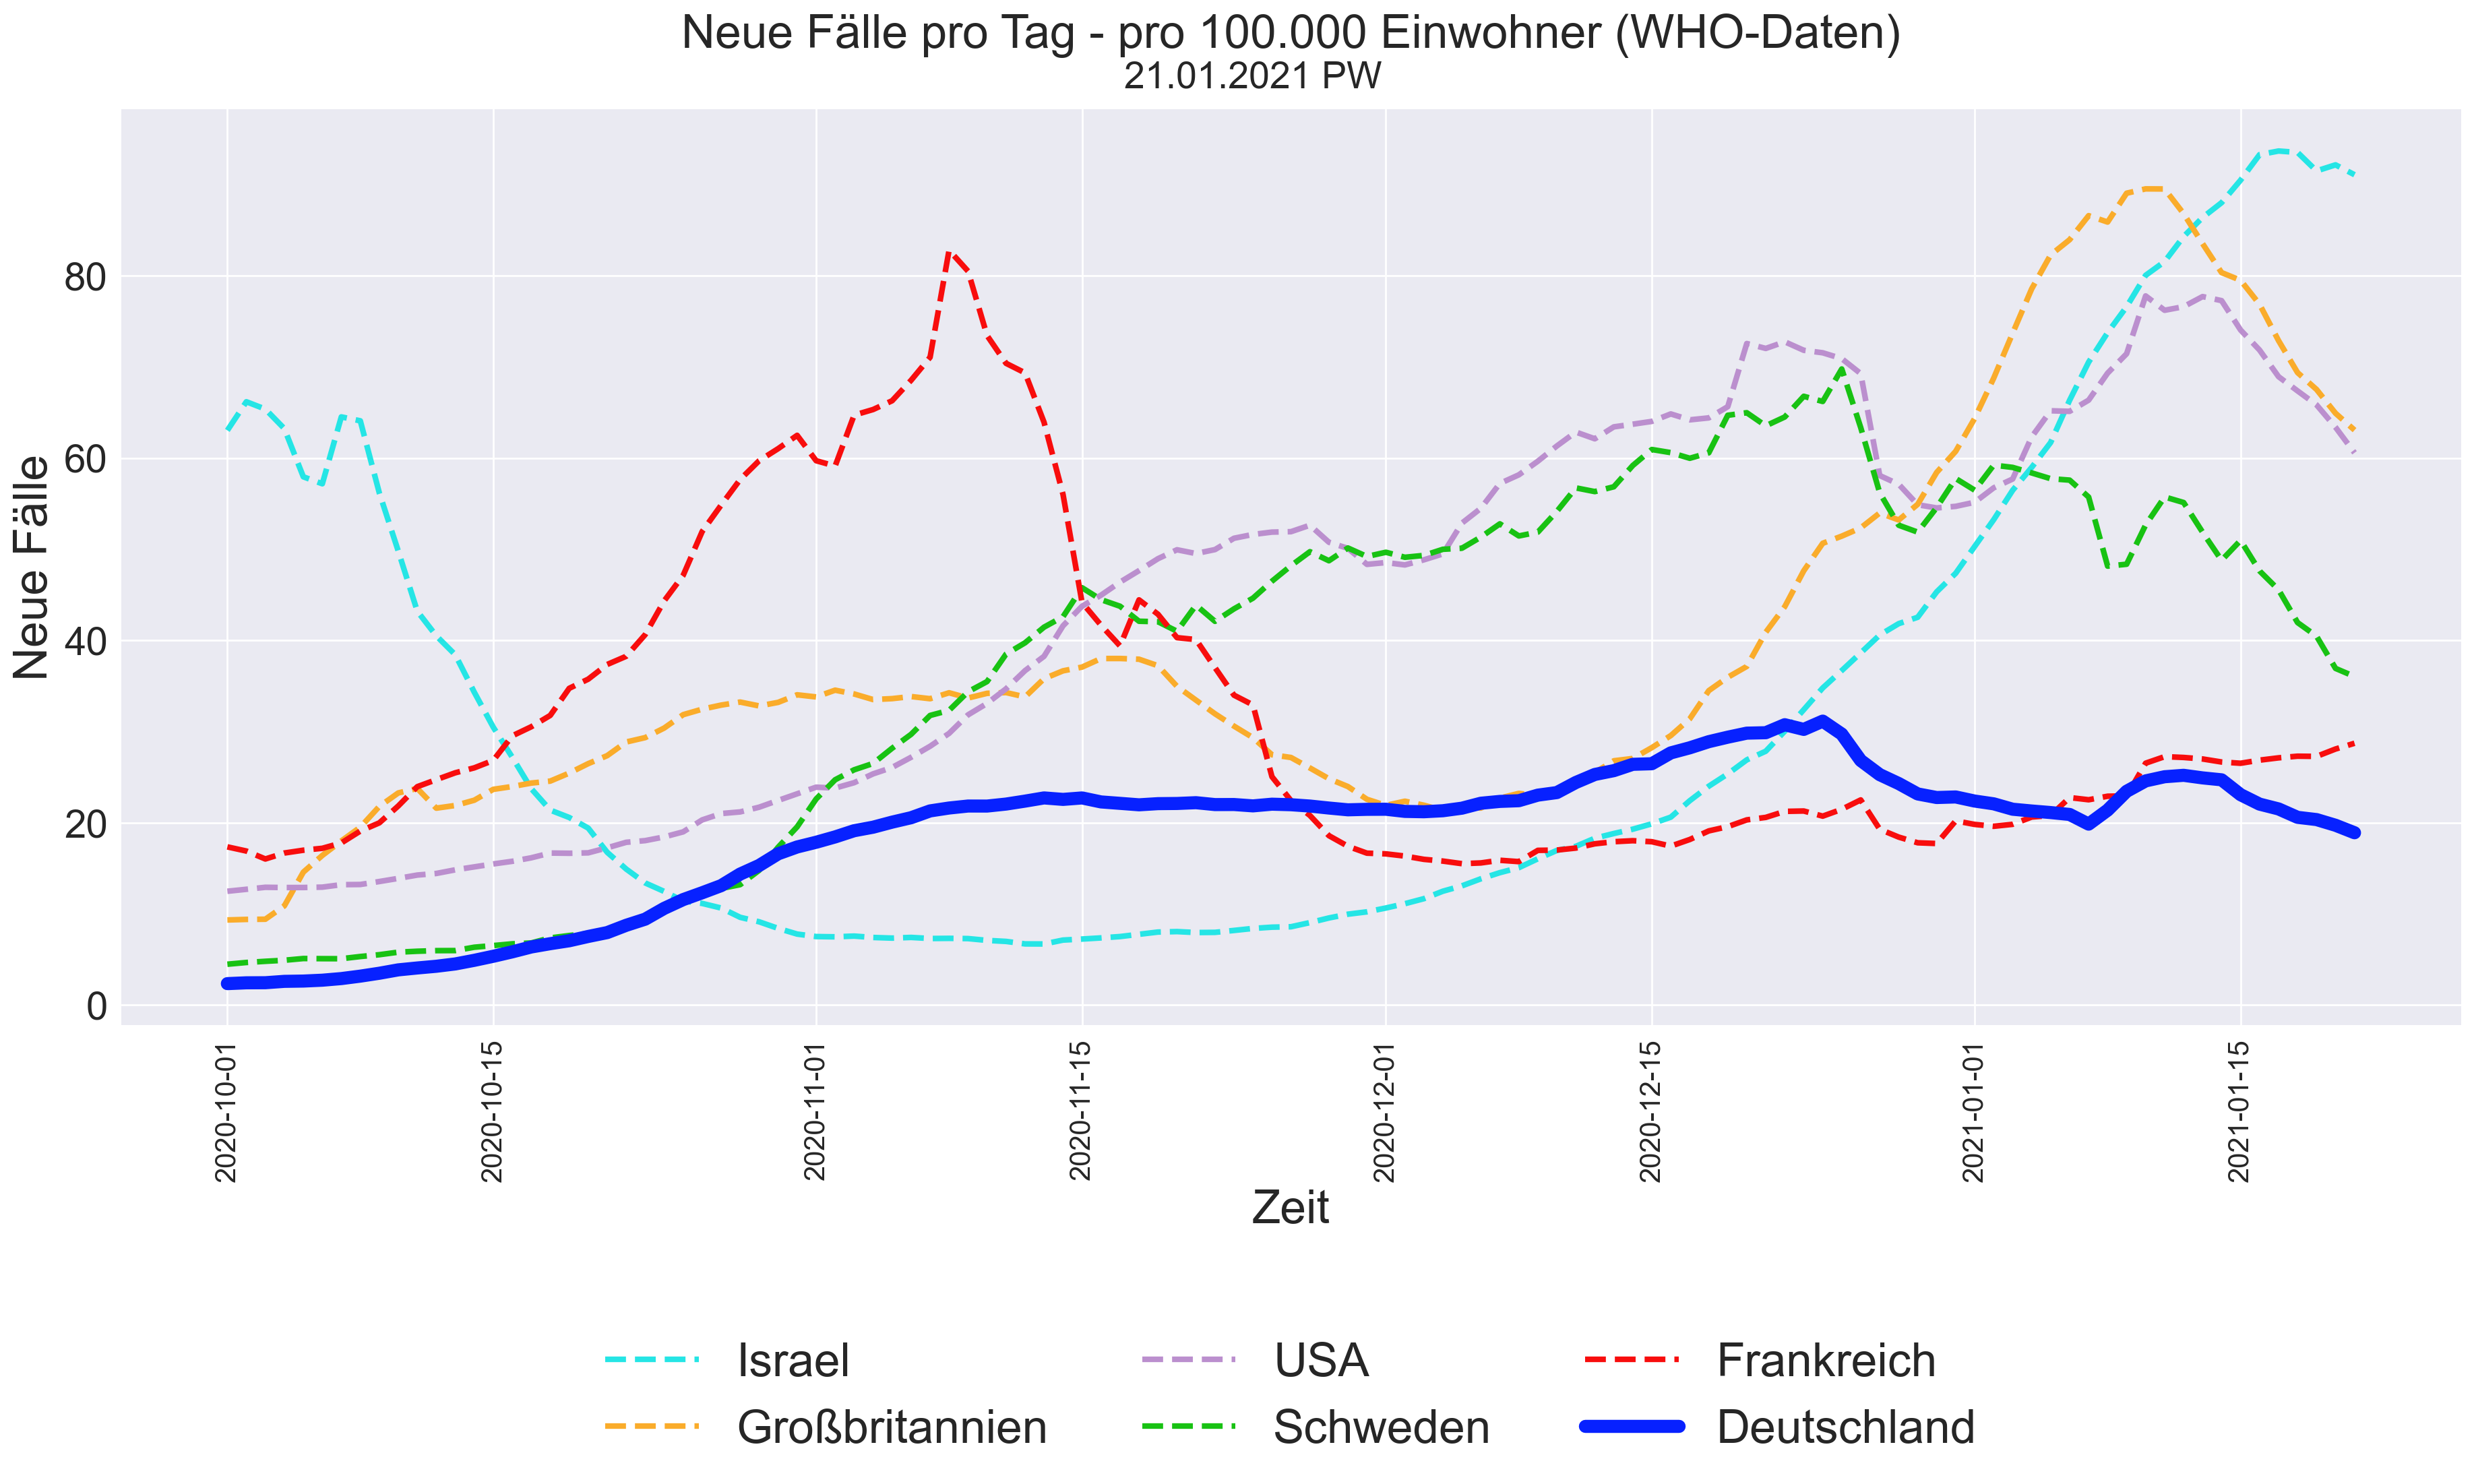 Neue Fälle pro Tag - pro 100.000 Einwohner (WHO-Daten)
21.01.2021 PW
Neue Fälle
80
60
40
20
0
2020-10-01
2020-10-15
2020-11-01
2020-11-15
2020-12-01
2020-12-15
2021-01-01
2021-01-15
Zeit
Israel
USA
Frankreich
Großbritannien
Schweden
Deutschland